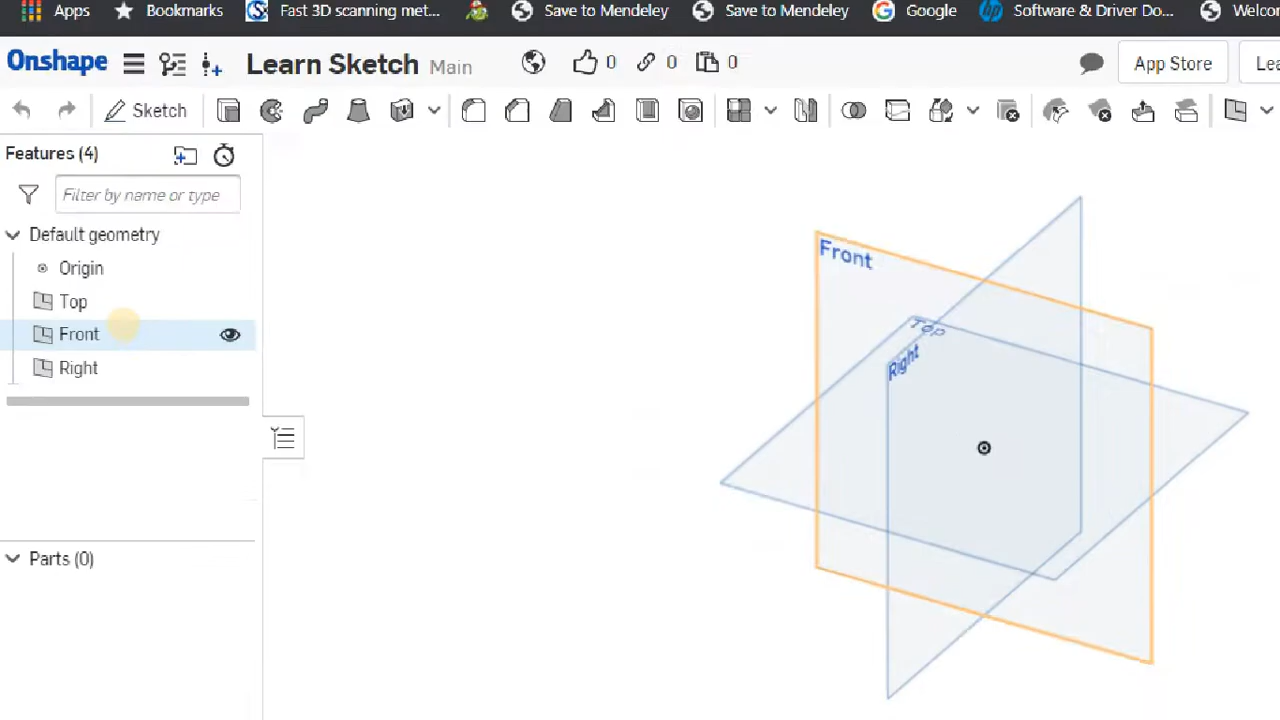 Apps Bookmarks Fast 3D scanning met... Save to Mendeley Save to Mendeley Google Software & Driver Do... Welcom
Onshape Learn Sketch Main 0 0 0 App Store Lea
Sketch
Features (4)
Filter by name or type
Default geometry
Origin
Top
Front
Right
Parts (0)
Front
Top
Right